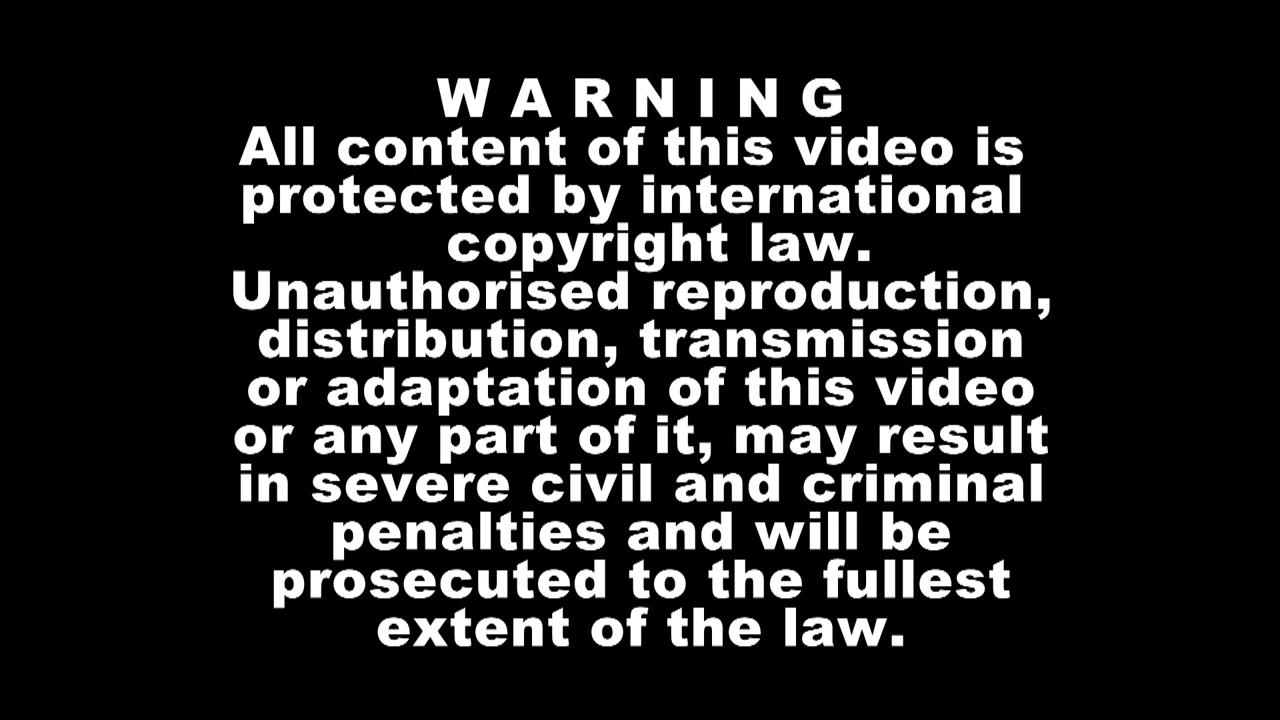 W A R N I N G
All content of this video is
protected by international
copyright law.
Unauthorised reproduction,
distribution, transmission
or adaptation of this video
or any part of it, may result
in severe civil and criminal
penalties and will be
prosecuted to the fullest
extent of the law.